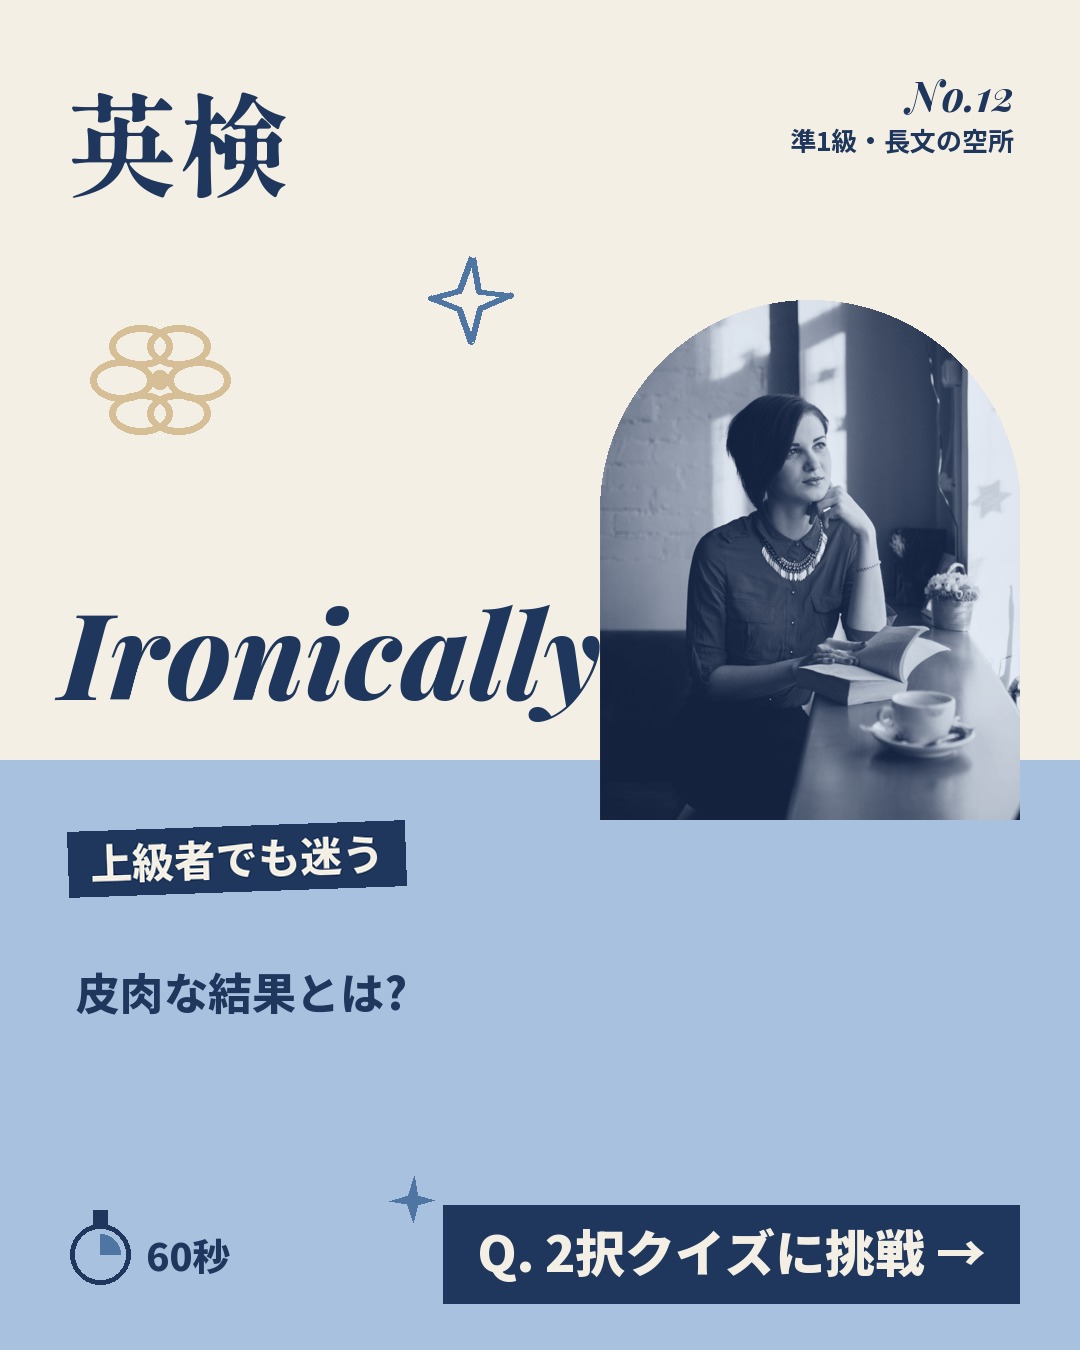 英検
No.12
準1級・長文の空所
Ironically
上級者でも迷う
皮肉な結果とは?
60秒
Q. 2択クイズに挑戦 →